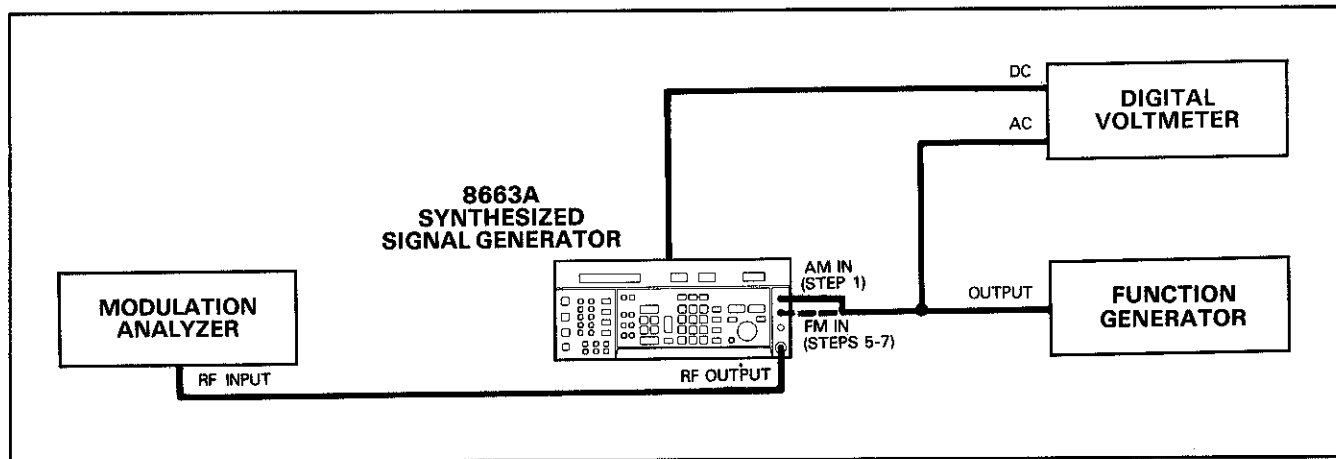 DC
DIGITAL
VOLTMETER
AC
8663A
SYNTHESIZED
SIGNAL GENERATOR
AM IN
(STEP 1)
OUTPUT
FUNCTION
GENERATOR
MODULATION
ANALYZER
FM IN
(STEPS 5-7)
RF INPUT
RF OUTPUT